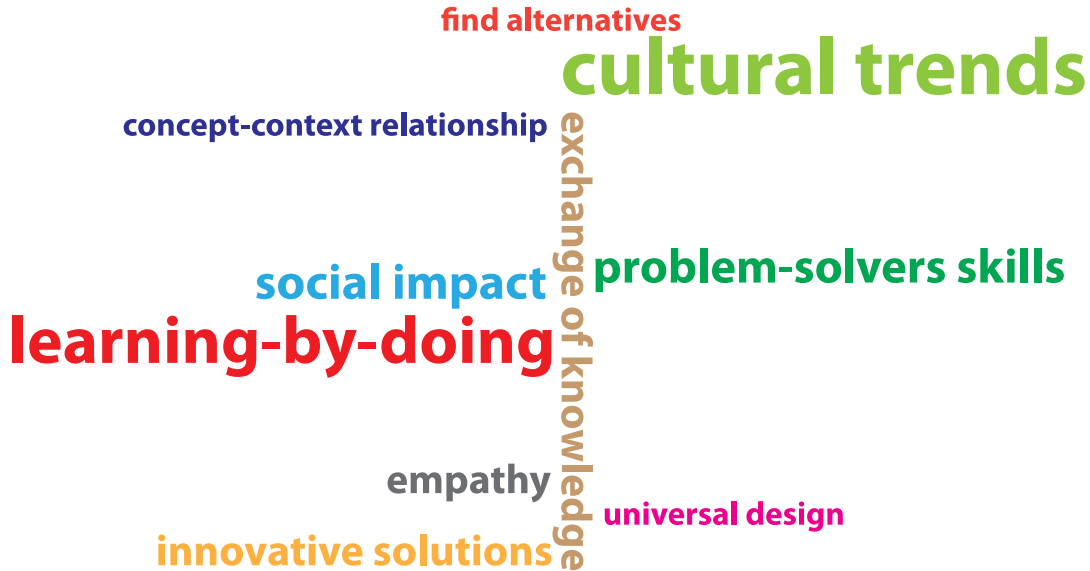 find alternatives
cultural trends
concept-context relationship
exchange of knowledge
problem-solvers skills
social impact
learning-by-doing
empathy
universal design
innovative solutions